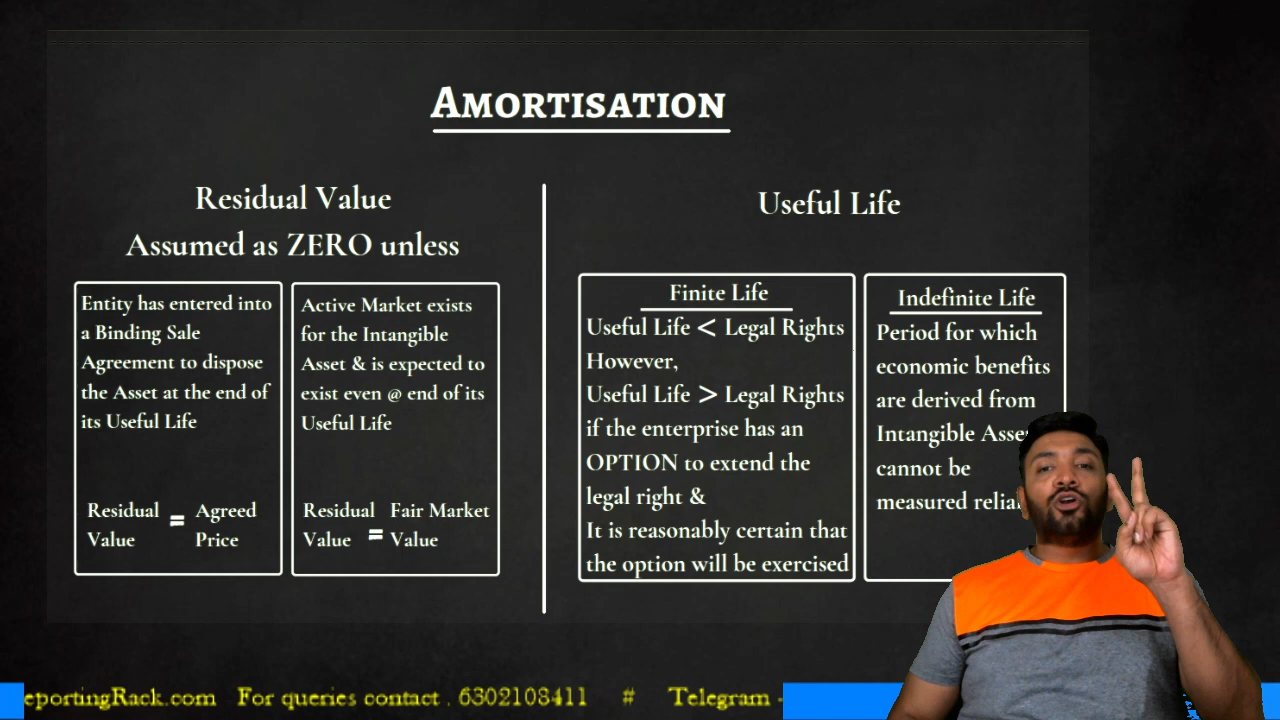 AMORTISATION
Residual Value
Assumed as ZERO unless
Entity has entered into
a Binding Sale
Agreement to dispose
the Asset at the end of
its Useful Life
Residual Value = Agreed Price
Active Market exists
for the Intangible
Asset & is expected to
exist even @ end of its
Useful Life
Residual Value = Fair Market Value
Useful Life
Finite Life
Useful Life < Legal Rights
However,
Useful Life > Legal Rights
if the enterprise has an
OPTION to extend the
legal right &
It is reasonably certain that
the option will be exercised
Indefinite Life
Period for which
economic benefits
are derived from
Intangible
cannot be
measured
eportingRack.com For queries contact . 6302108411 # Telegram -